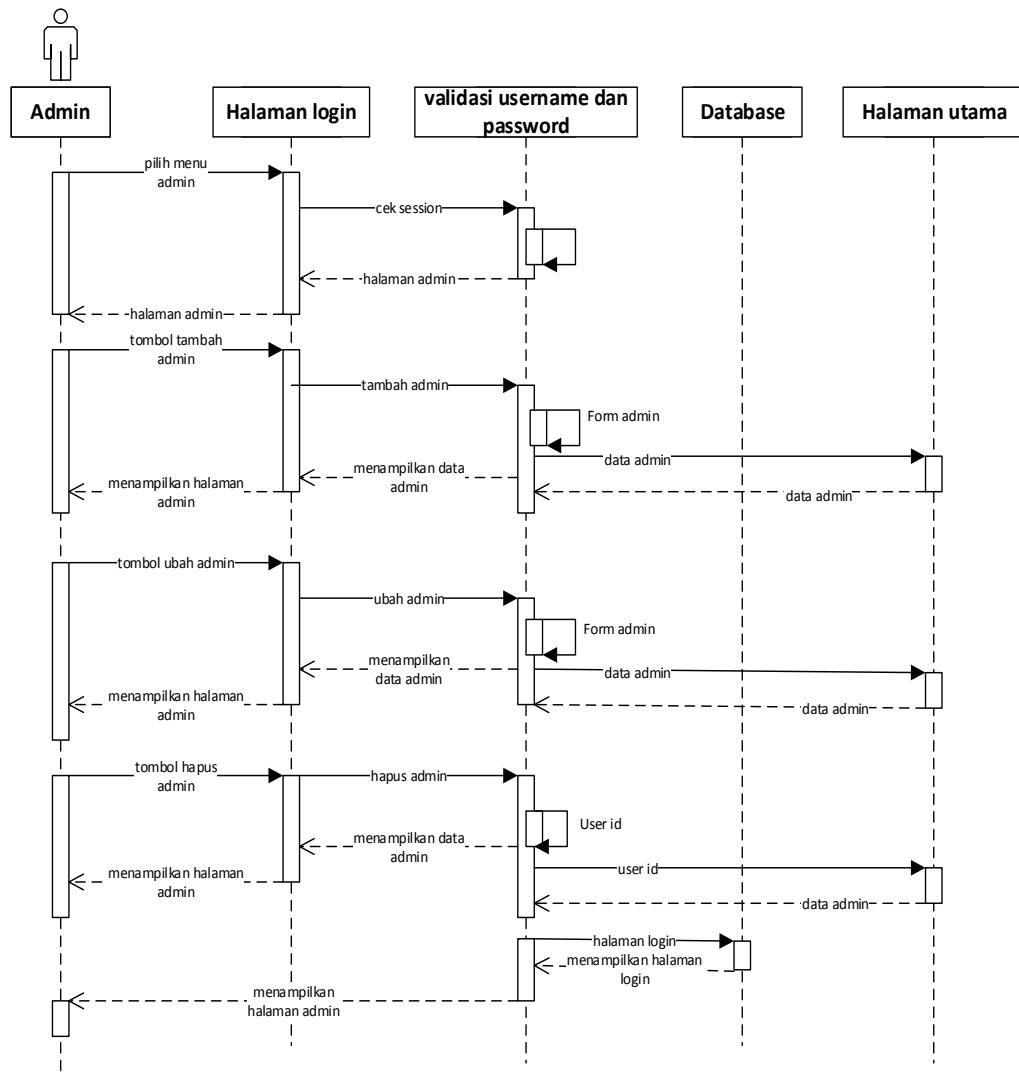 Admin
Halaman login
validasi username dan
password
Database
Halaman utama
pilih menu
admin
cek session
halaman admin
halaman admin
tombol tambah
admin
tambah admin
Form admin
data admin
menampilkan data
admin
menampilkan halaman
admin
data admin
tombol ubah admin
ubah admin
Form admin
menampilkan
data admin
data admin
menampilkan halaman
admin
data admin
tombol hapus
admin
hapus admin
User id
menampilkan data
admin
user id
menampilkan halaman
admin
data admin
halaman login
menampilkan halaman
login
menampilkan
halaman admin